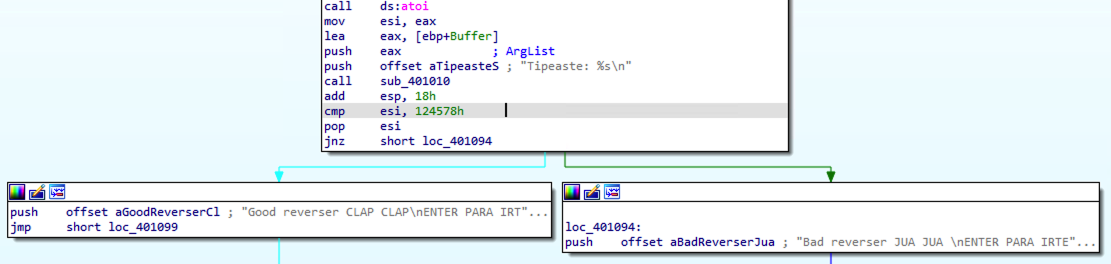 call ds:atoi
mov esi, eax
lea eax, [ebp+Buffer]
push eax ; ArgList
push offset aTipeasteS ; "Tipeaste: %s\n"
call sub_401010
add esp, 18h
cmp esi, 124578h
pop esi
jnz short loc_401094
push offset aGoodReverserCl ; "Good reverser CLAP CLAP\nENTER PARA IRT"...
jmp short loc_401099
loc_401094:
push offset aBadReverserJua ; "Bad reverser JUA JUA \nENTER PARA IRTE"...